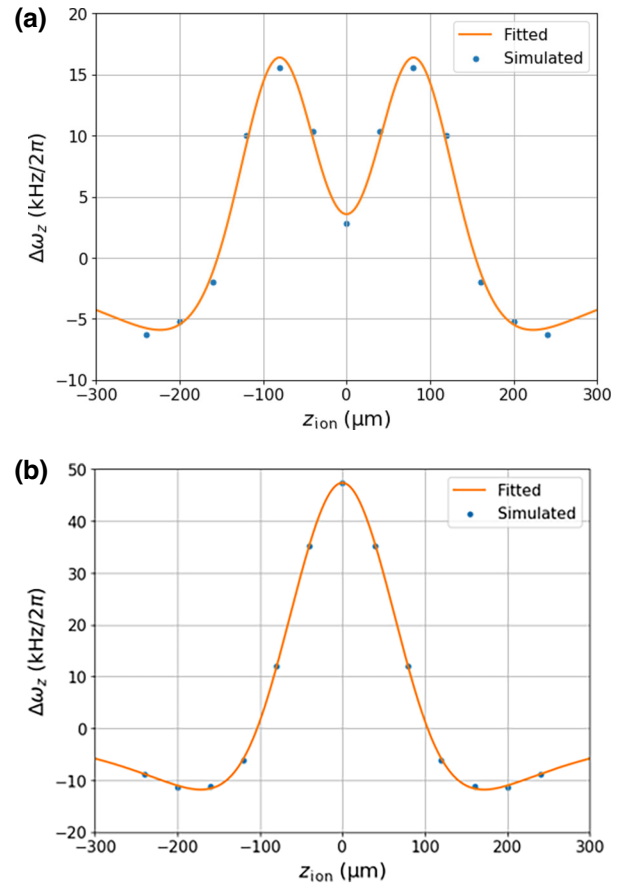 (a)
20
15
10
5
0
−5
−10
Δω_z (kHz/2π)
Fitted
Simulated
−300
−200
−100
0
100
200
300
z_ion (μm)
(b)
50
40
30
20
10
0
−10
−20
Δω_z (kHz/2π)
Fitted
Simulated
−300
−200
−100
0
100
200
300
z_ion (μm)